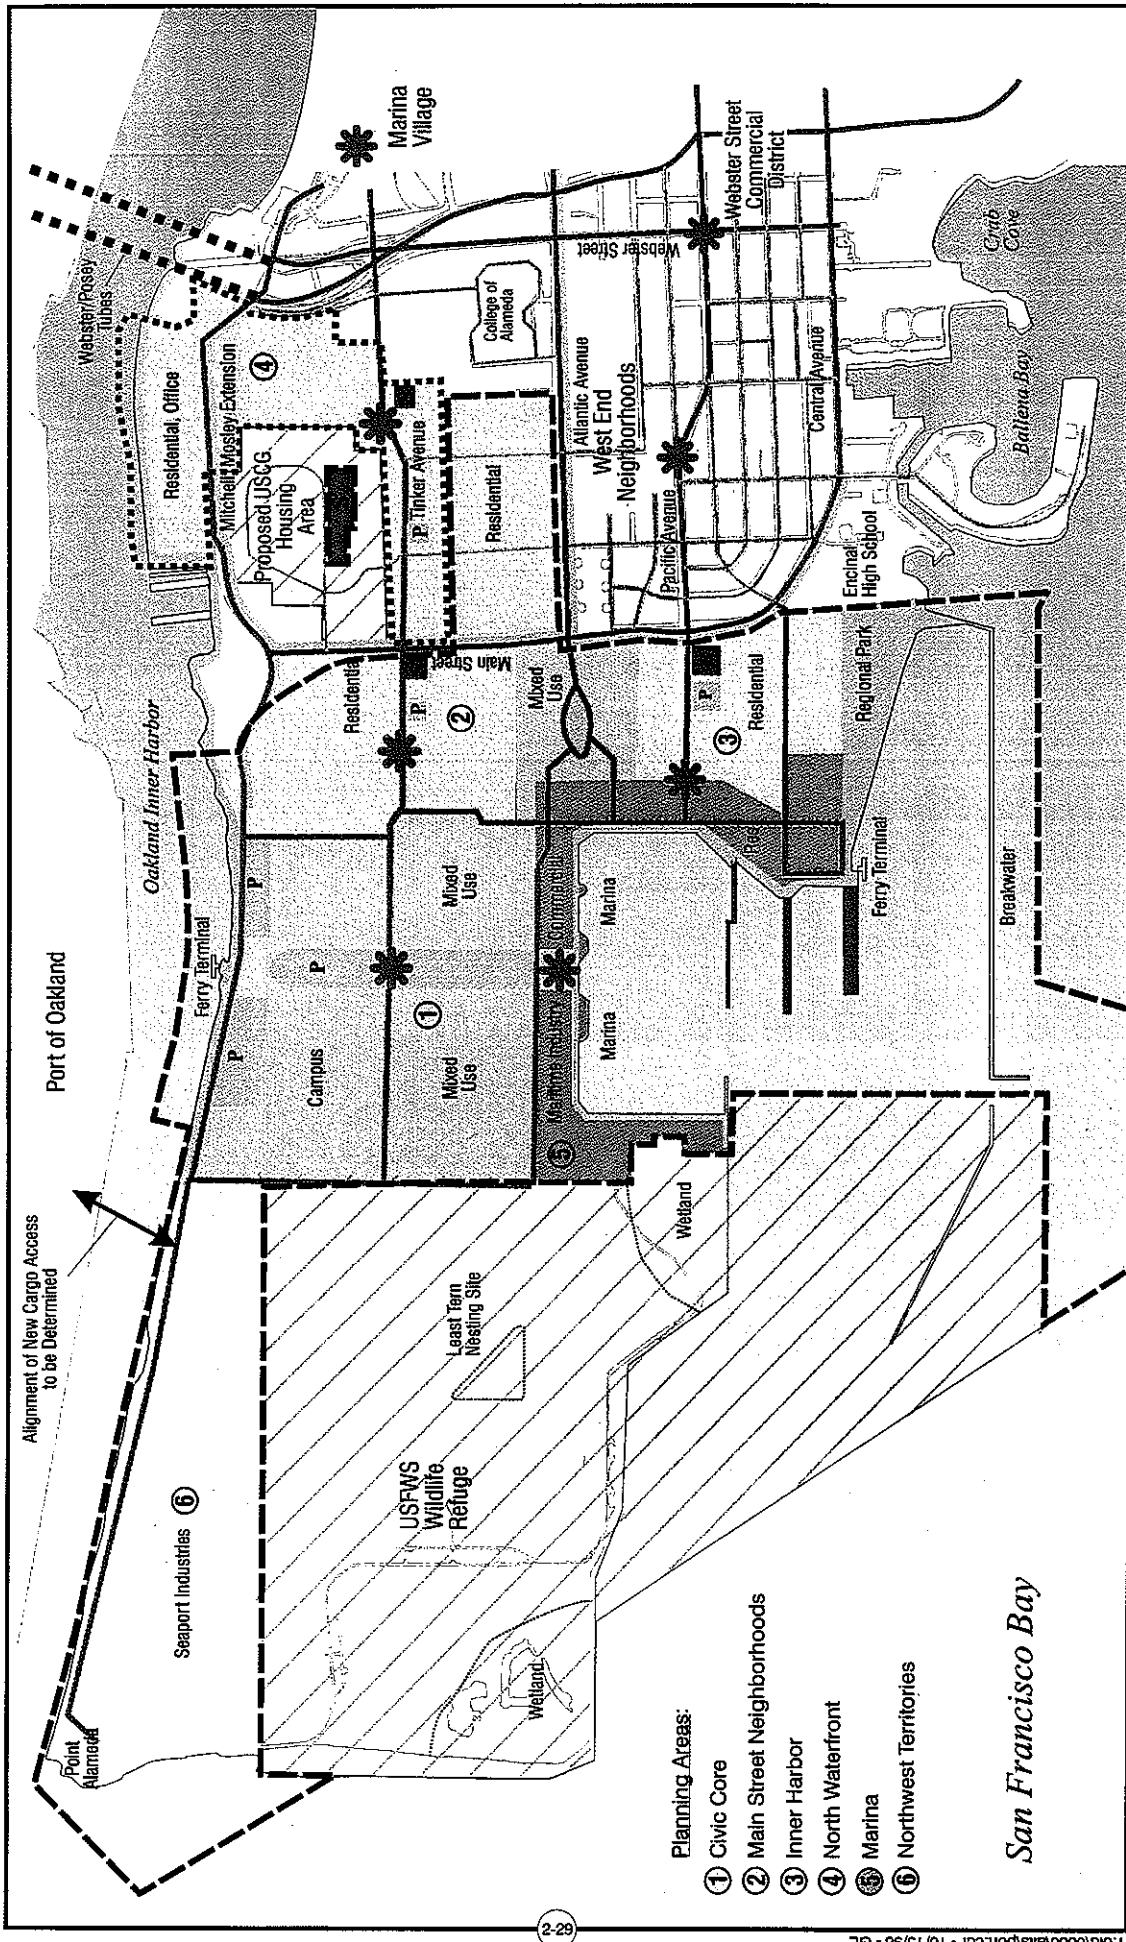 Port of Oakland
Alignment of New Cargo Access
to be Determined
Oakland Inner Harbor
Webster/Posey
Tubes
Marina
Village
Residential, Office
Mitchell Mosley Extension
④
Proposed USCG
Housing
Area
Ferry Terminal
P
P
P
Campus
Residential
Seaport Industries ⑥
Point
Alameda
P Tinker Avenue
P
②
Main Street
Residential
College of
Alameda
Webster Street
Mixed
Use
①
Mixed
Use
Mixed
Use
Atlantic Avenue
West End
Neighborhoods
Maritime Industry
Commercial
⑤
Marina
Marina
Pacific Avenue
P
③
Residential
Webster Street
Commercial
District
Central Avenue
Least Tern
Nesting Site
USFWS
Wildlife
Refuge
Wetland
Wetland
Encinal
High School
Regional Park
Ferry Terminal
Breakwater
Ballena Bay
Crab
Cove
Planning Areas:
① Civic Core
② Main Street Neighborhoods
③ Inner Harbor
④ North Waterfront
⑤ Marina
⑥ Northwest Territories
San Francisco Bay
2-29